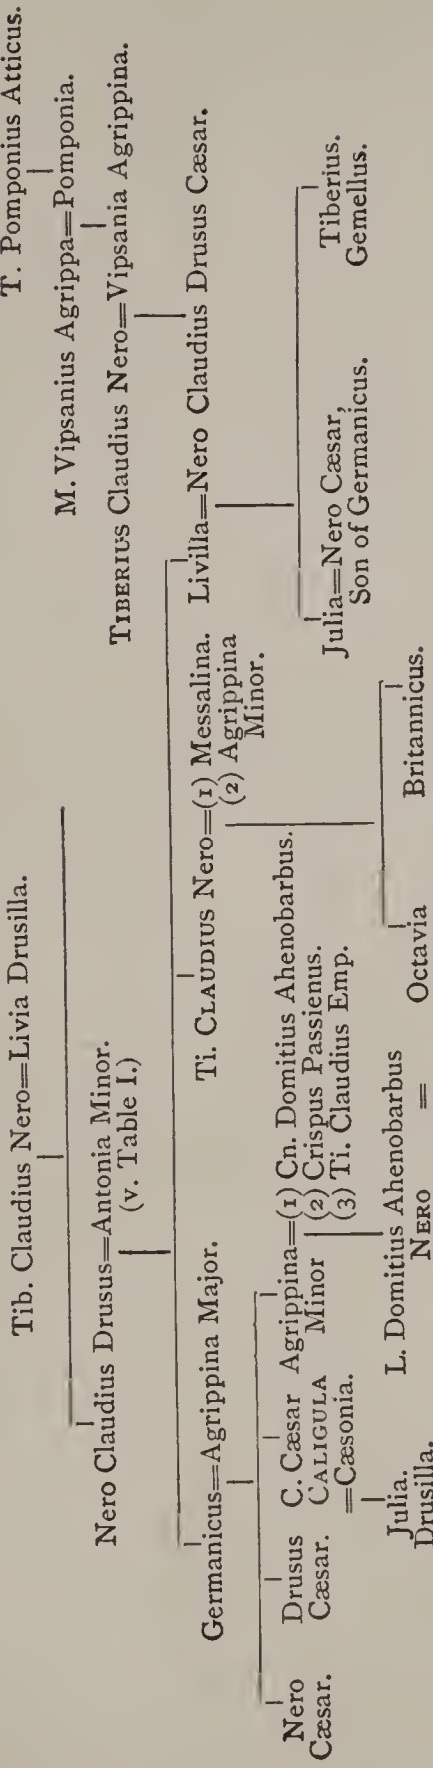 T. Pomponius Atticus.
M. Vipsanius Agrippa=Pomponia.
Tib. Claudius Nero=Livia Drusilla.
TIBERIUS Claudius Nero=Vipsania Agrippina.
Nero Claudius Drusus=Antonia Minor.
(v. Table I.)
Germanicus=Agrippina Major.
Ti. CLAUDIUS Nero=(1) Messalina.
(2) Agrippina
Minor.
Livilla=Nero Claudius Drusus Cæsar.
Nero
Cæsar.
Drusus
Cæsar.
C. Cæsar
CALIGULA
=Cæsonia.
Agrippina=(1) Cn. Domitius Ahenobarbus.
Minor (2) Crispus Passienus.
(3) Ti. Claudius Emp.
Julia=Nero Cæsar,
Son of Germanicus.
Tiberius.
Gemellus.
Julia.
Drusilla.
L. Domitius Ahenobarbus
NERO = Octavia
Britannicus.